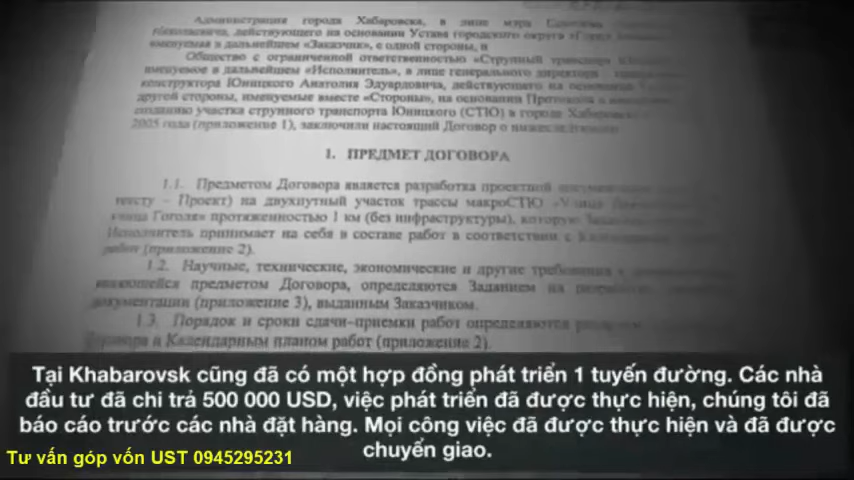 Администрация города Хабаровска, в лице мэра
действующего на основании Устава городского округа «Город
именуемая в дальнейшем «Заказчик», с одной стороны, и
Общество с ограниченной ответственностью «Струнный транспорт
именуемое в дальнейшем «Исполнитель», в лице генерального директора
конструктора Юницкого Анатолия Эдуардовича, действующего на основании
другой стороны, именуемые вместе «Стороны», на основании Протокола
созданию участка струнного транспорта Юницкого (СТЮ) в городе
2005 года (приложение 1), заключили настоящий Договор о нижеследующем
1. ПРЕДМЕТ ДОГОВОРА
1.1. Предметом Договора является разработка проектной
тексту – Проект) на двухпутный участок трассы макроСТЮ «Улица
улица Гоголя» протяженностью 1 км (без инфраструктуры), которую
Исполнитель принимает на себя в составе работ в соответствии с
работ (приложение 2).
1.2. Научные, технические, экономические и другие требования к
являющейся предметом Договора, определяются Заданием на
документации (приложение 3), выданным Заказчиком.
1.3. Порядок и сроки сдачи-приемки работ определяются
Договора и Календарным планом работ (приложение 2).
Tại Khabarovsk cũng đã có một hợp đồng phát triển 1 tuyến đường. Các nhà
đầu tư đã chi trả 500 000 USD, việc phát triển đã được thực hiện, chúng tôi đã
báo cáo trước các nhà đặt hàng. Mọi công việc đã được thực hiện và đã được
chuyển giao.
Tư vấn góp vốn UST 0945295231